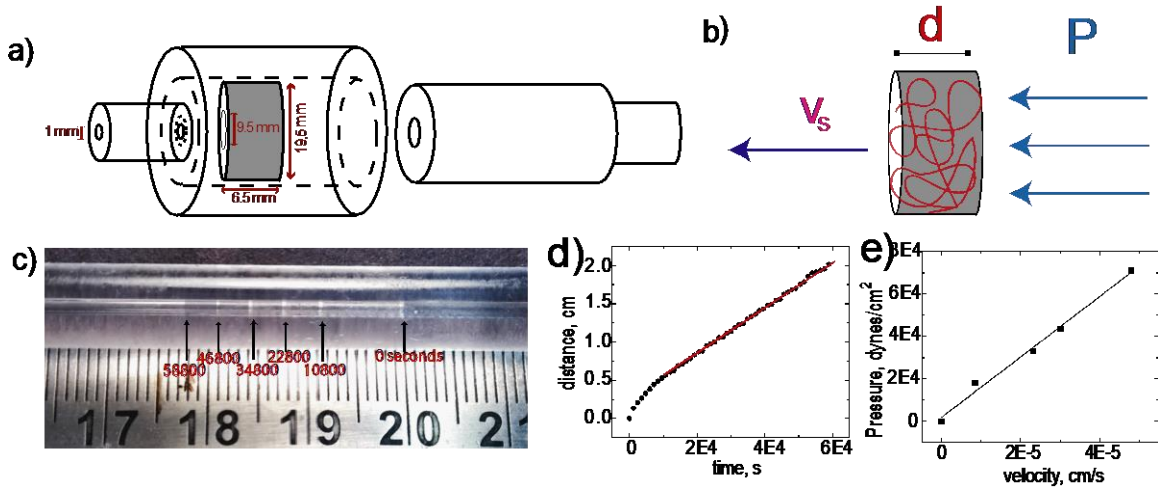 a)
1 mm
9.5 mm
19.5 mm
6.5 mm
b)
d
P
Vs
c)
58800
46800
34800
22800
10800
0 seconds
17 18 19 20 2
d)
distance, cm
2.0
1.5
1.0
0.5
0.0
0 2E4 4E4 6E4
time, s
e)
Pressure, dynes/cm²
8E4
6E4
4E4
2E4
0
0 2E-5 4E-5
velocity, cm/s